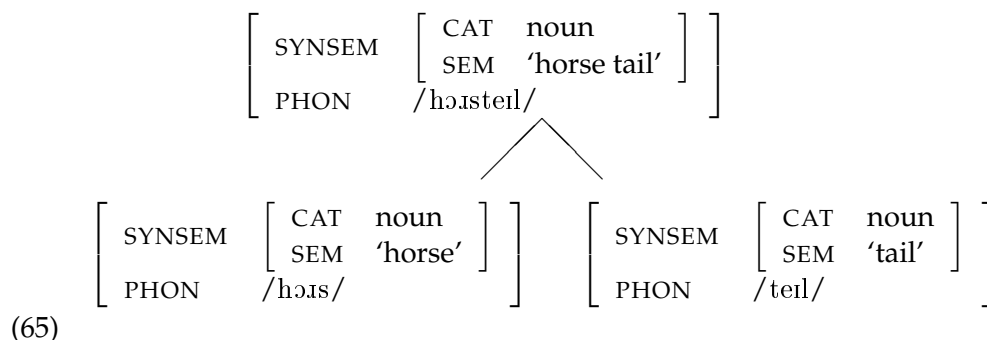 CAT noun
SYNSEM
SEM ‘horse tail’
PHON /hɔɹsteɪl/
CAT noun CAT noun
SYNSEM SYNSEM
SEM ‘horse’ SEM ‘tail’
PHON /hɔɹs/ PHON /teɪl/
(65)